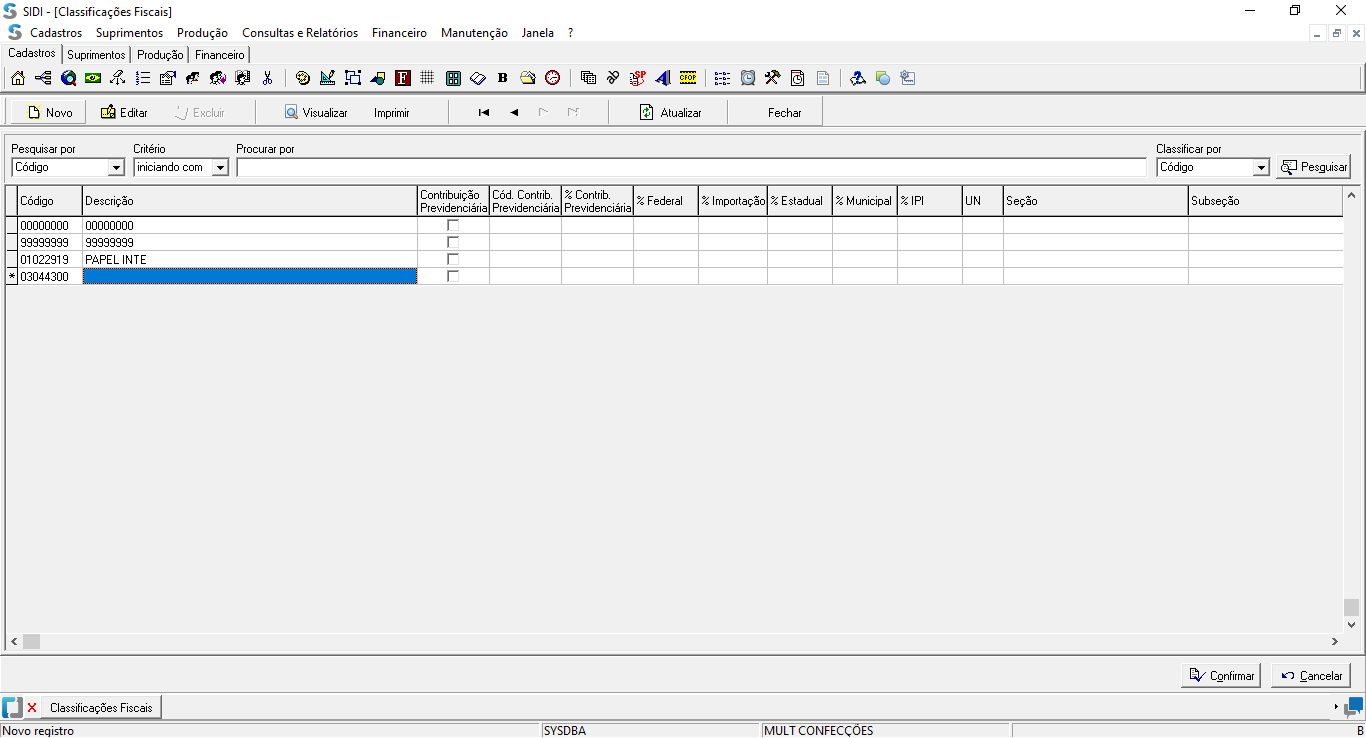 SIDI - [Classificações Fiscais]
Cadastros Suprimentos Produção Consultas e Relatórios Financeiro Manutenção Janela ?
Cadastros Suprimentos Produção Financeiro
F B SP CFOP
Novo Editar Excluir Visualizar Imprimir Atualizar Fechar
Pesquisar por Critério Procurar por Classificar por
Código iniciando com Código Pesquisar
Código Descrição Contribuição Previdenciária Cód. Contrib. Previdenciária % Contrib. Previdenciária % Federal % Importação % Estadual % Municipal % IPI UN Seção Subseção
00000000 00000000
99999999 99999999
01022919 PAPEL INTE
* 03044300
Confirmar Cancelar
Classificações Fiscais
Novo registro SYSDBA MULT CONFECÇÕES B